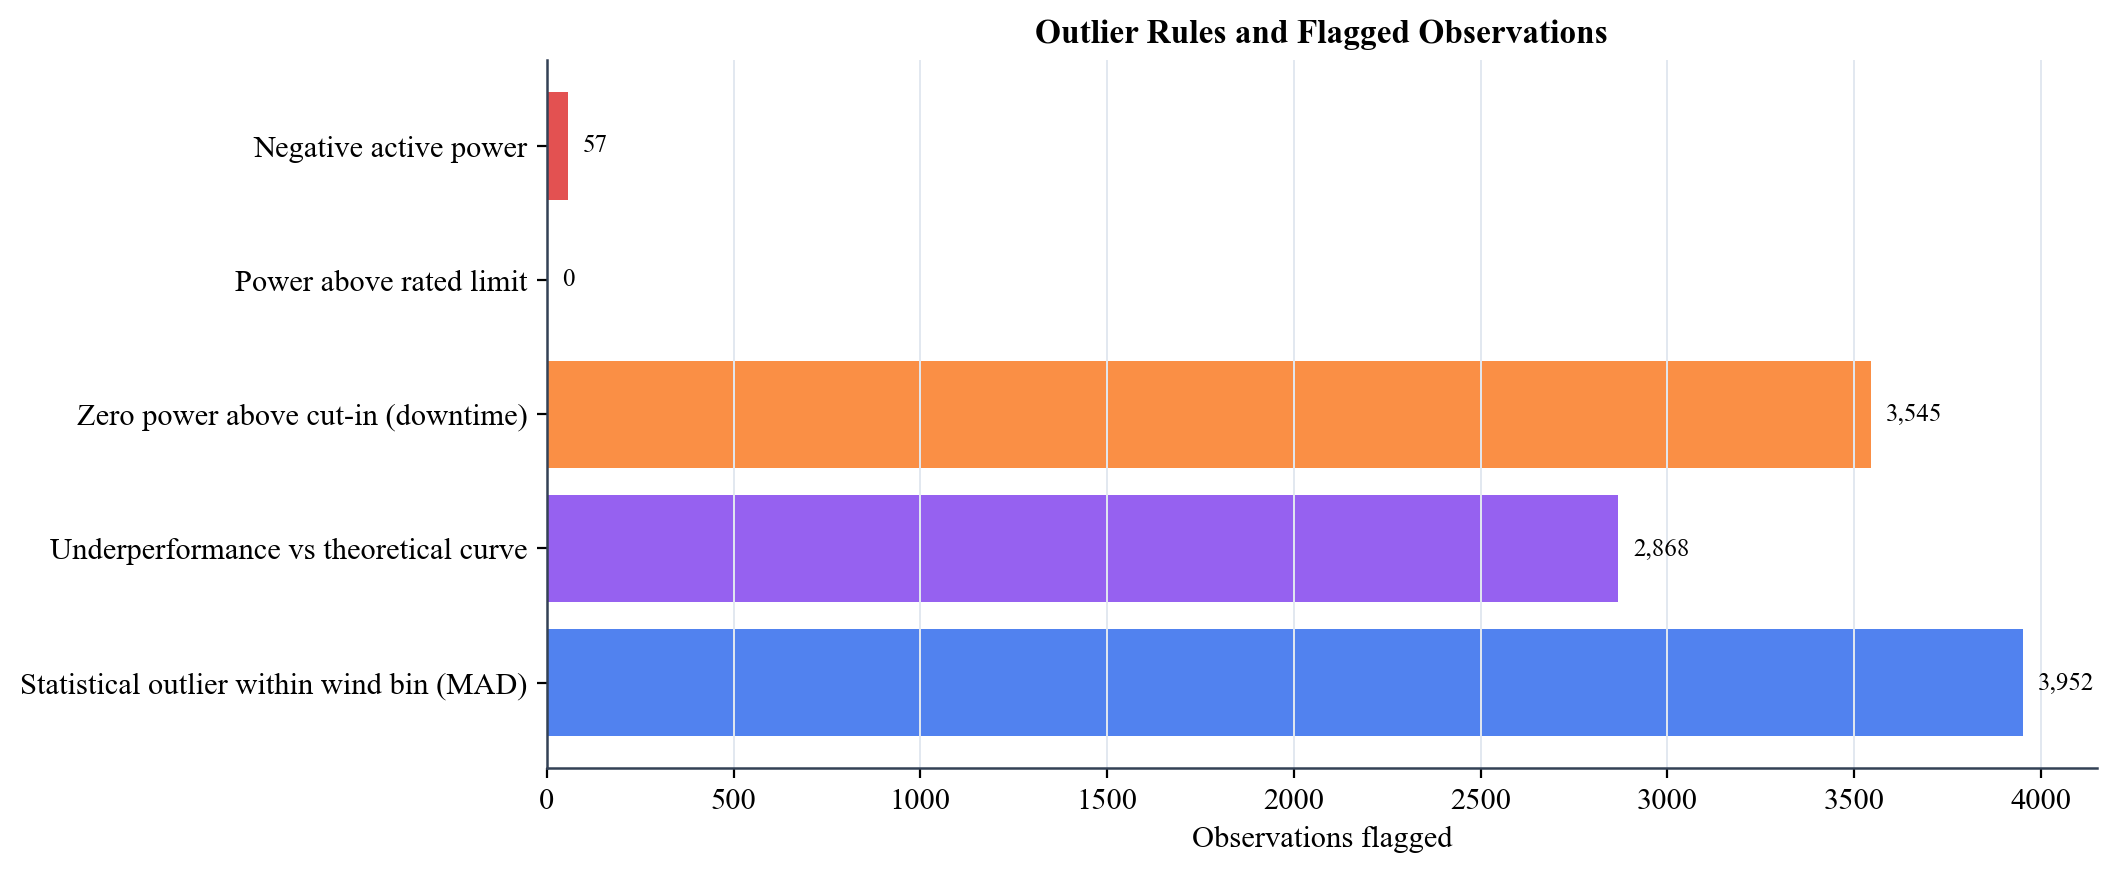 Outlier Rules and Flagged Observations
Negative active power
57
Power above rated limit
0
Zero power above cut-in (downtime)
3,545
Underperformance vs theoretical curve
2,868
Statistical outlier within wind bin (MAD)
3,952
0 500 1000 1500 2000 2500 3000 3500 4000
Observations flagged